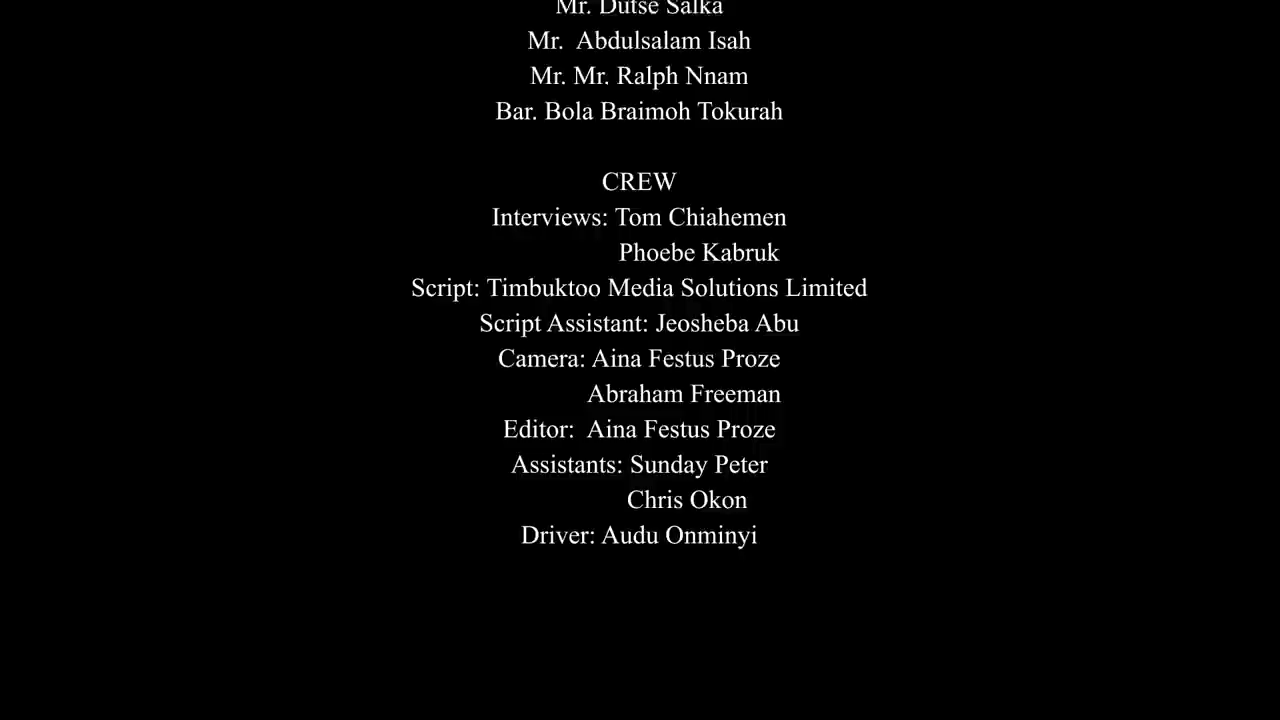 Mr. Dutse Salka
Mr. Abdulsalam Isah
Mr. Mr. Ralph Nnam
Bar. Bola Braimoh Tokurah
CREW
Interviews: Tom Chiahemen
Phoebe Kabruk
Script: Timbuktoo Media Solutions Limited
Script Assistant: Jeosheba Abu
Camera: Aina Festus Proze
Abraham Freeman
Editor: Aina Festus Proze
Assistants: Sunday Peter
Chris Okon
Driver: Audu Onminyi